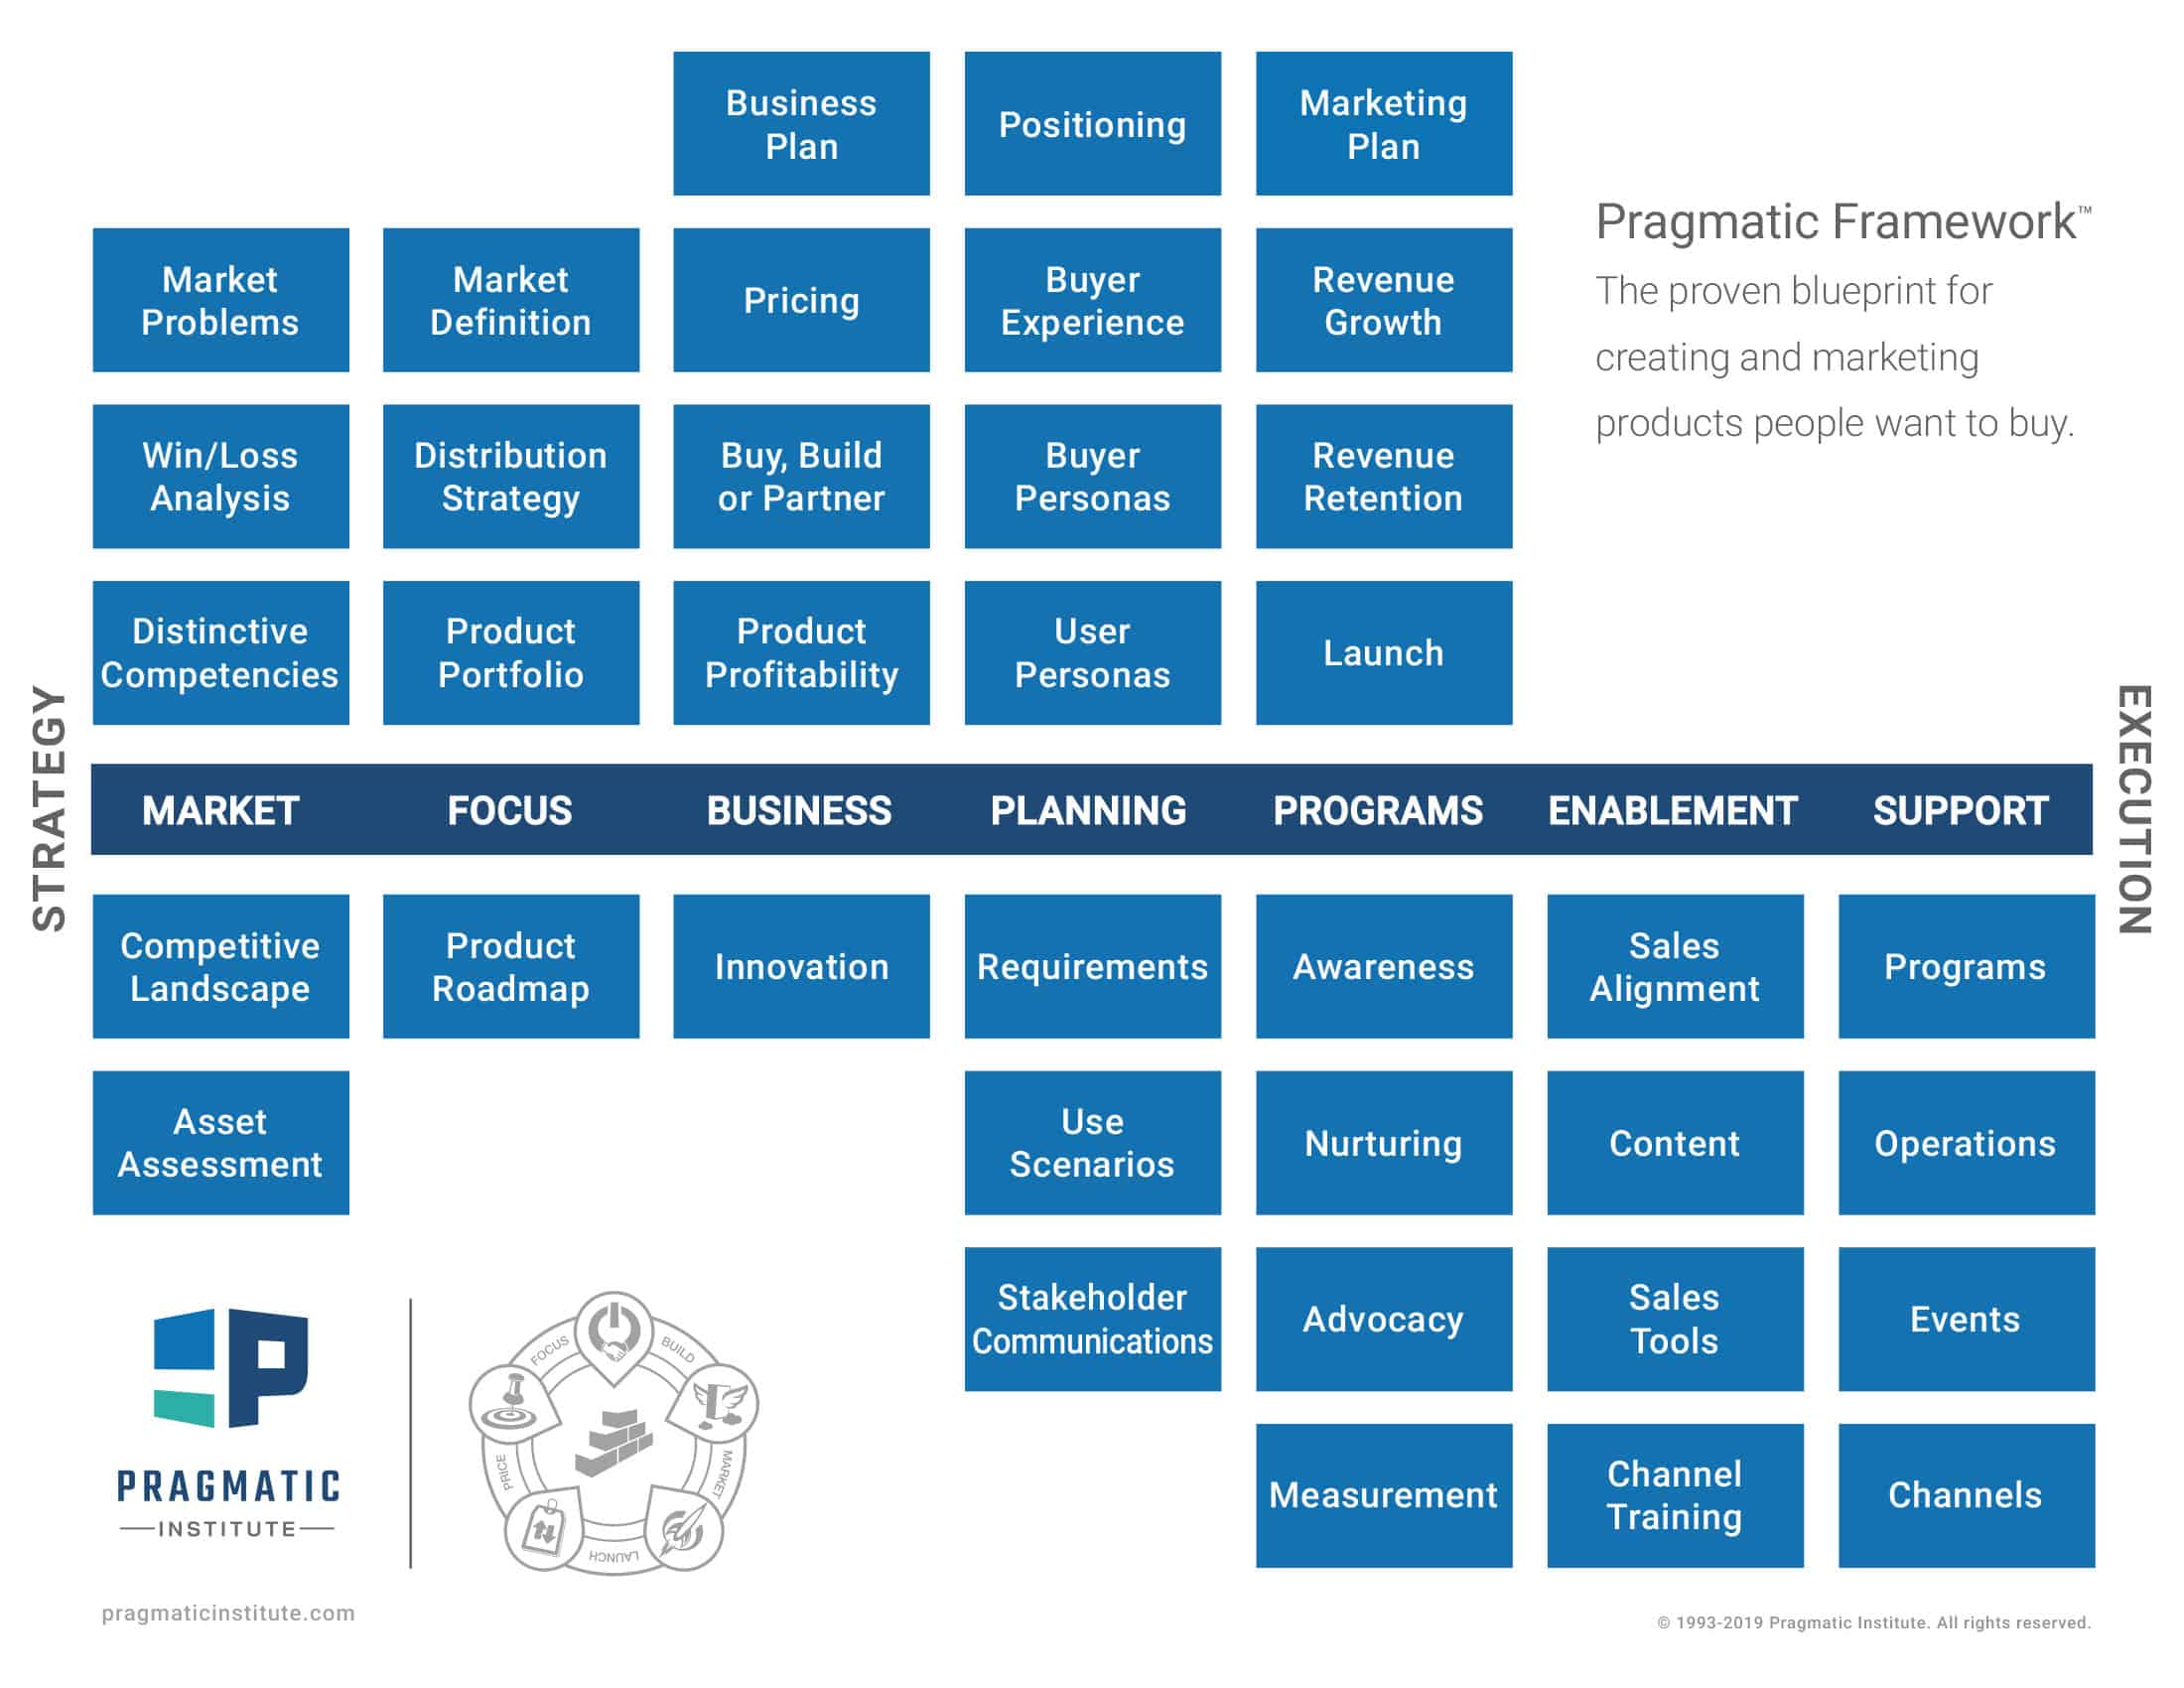 Business
Plan
Positioning
Marketing
Plan
Pragmatic Framework™
The proven blueprint for
creating and marketing
products people want to buy.
Market
Problems
Market
Definition
Pricing
Buyer
Experience
Revenue
Growth
Win/Loss
Analysis
Distribution
Strategy
Buy, Build
or Partner
Buyer
Personas
Revenue
Retention
Distinctive
Competencies
Product
Portfolio
Product
Profitability
User
Personas
Launch
STRATEGY
MARKET
FOCUS
BUSINESS
PLANNING
PROGRAMS
ENABLEMENT
SUPPORT
EXECUTION
Competitive
Landscape
Product
Roadmap
Innovation
Requirements
Awareness
Sales
Alignment
Programs
Asset
Assessment
Use
Scenarios
Nurturing
Content
Operations
Stakeholder
Communications
Advocacy
Sales
Tools
Events
Measurement
Channel
Training
Channels
P
PRAGMATIC
INSTITUTE
FOCUS
BUILD
MARKET
LAUNCH
PRICE
pragmaticinstitute.com
© 1993-2019 Pragmatic Institute. All rights reserved.